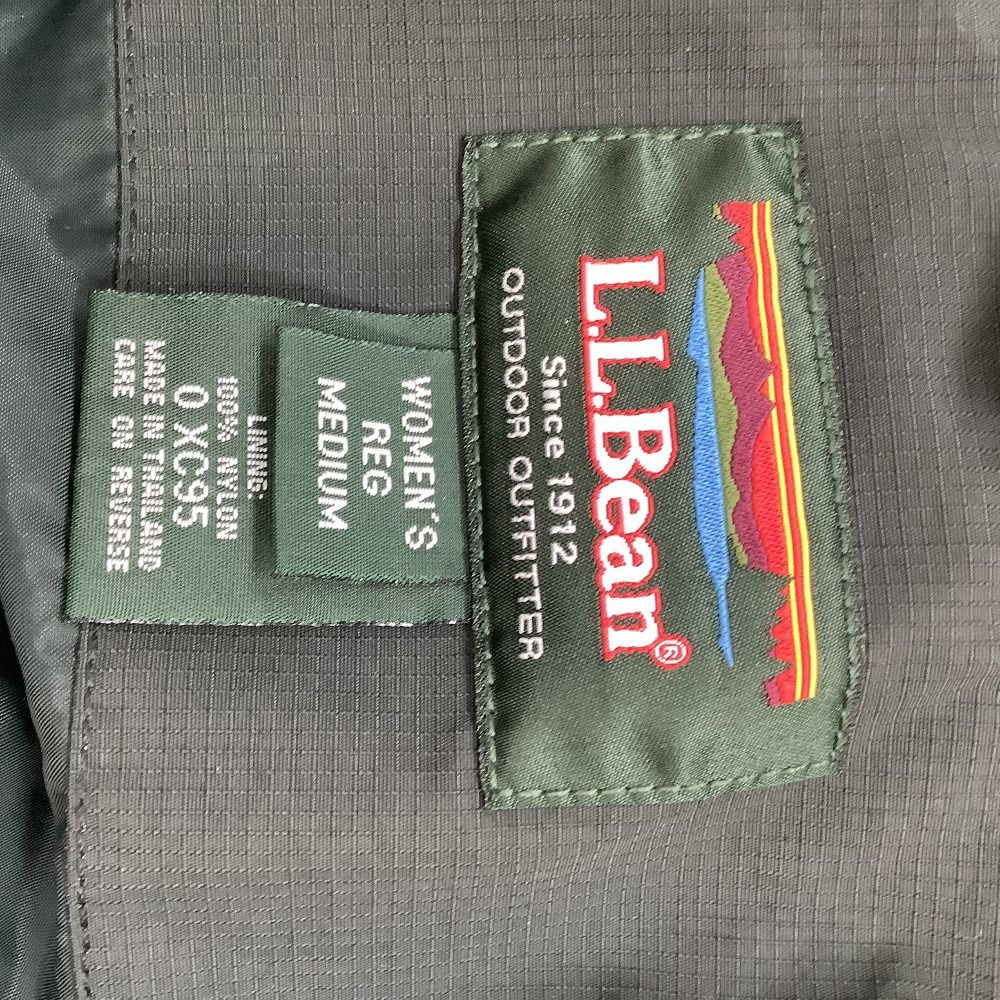 L.L.Bean®
Since 1912
OUTDOOR OUTFITTER
WOMEN'S
REG
MEDIUM
LINING:
100% NYLON
0 XC95
MADE IN THAILAND
CARE ON REVERSE